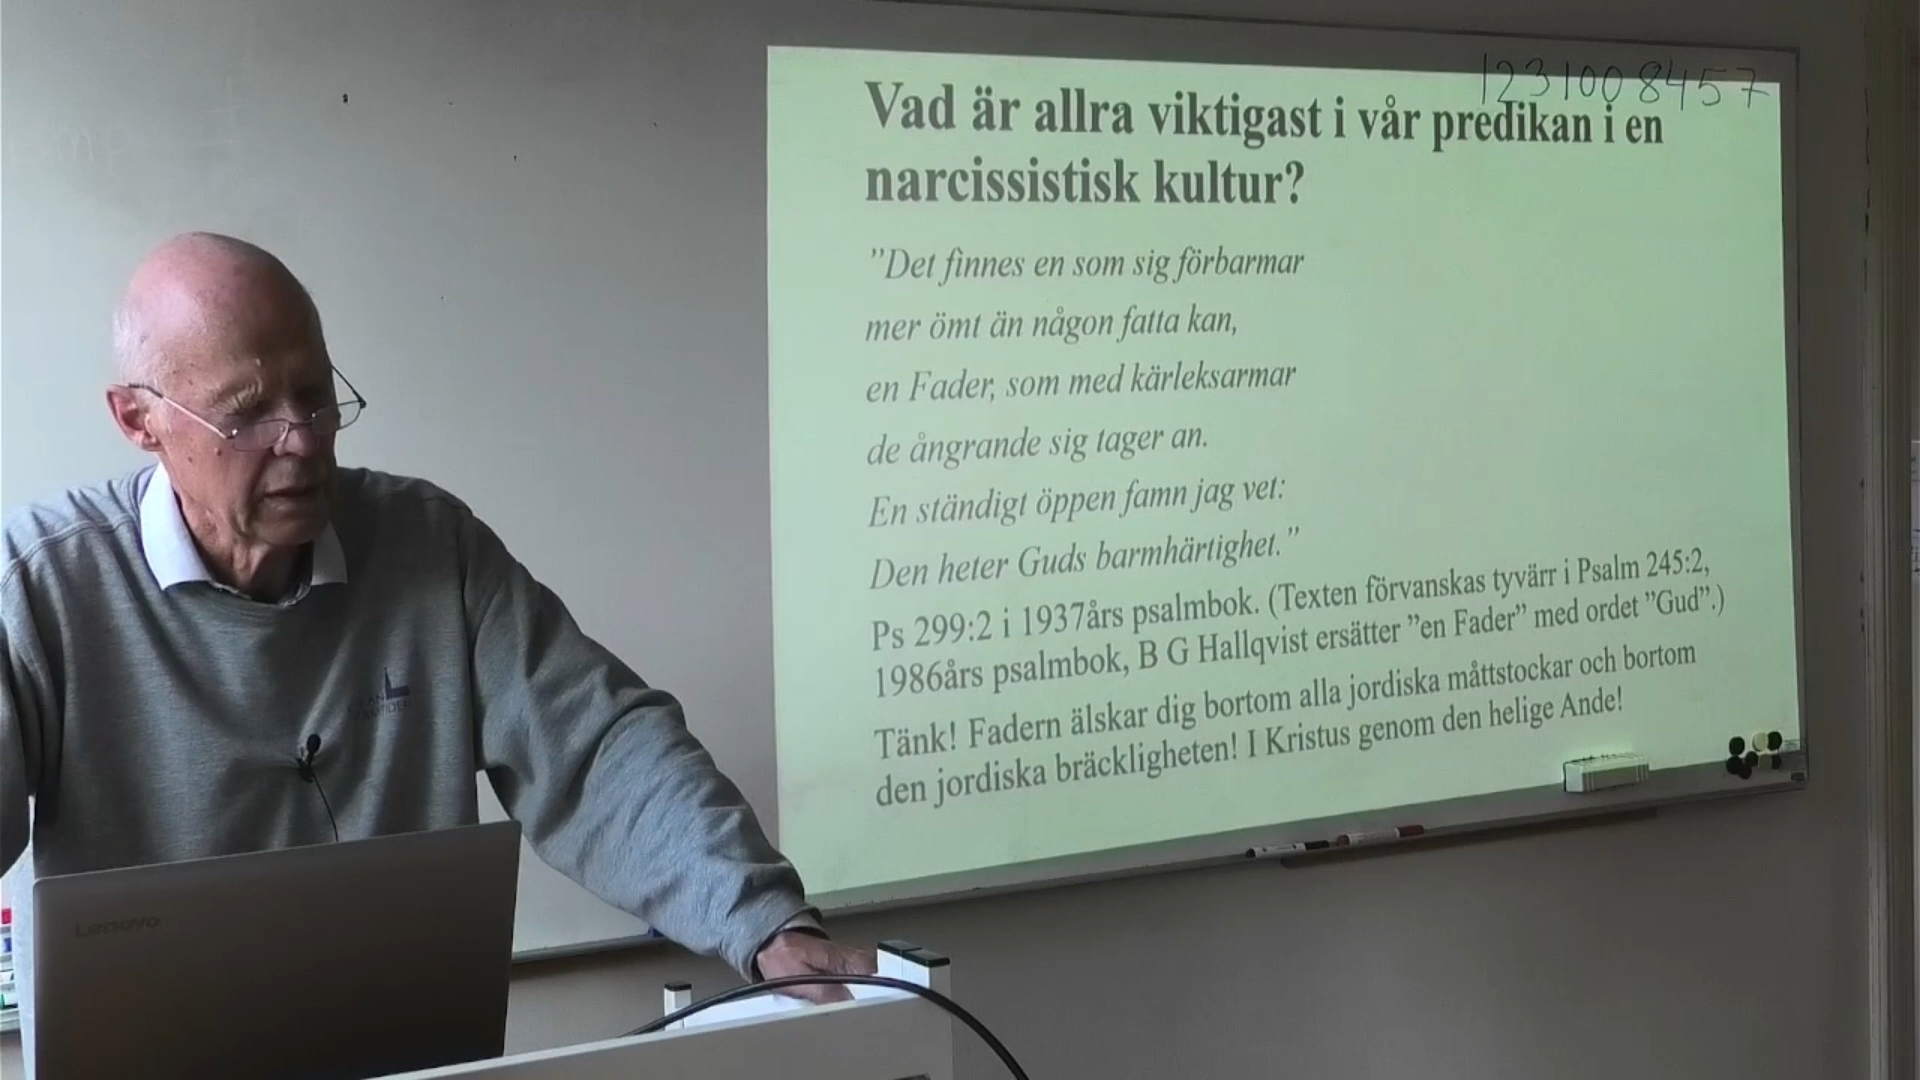 1231008457
Vad är allra viktigast i vår predikan i en
narcissistisk kultur?
”Det finnes en som sig förbarmar
mer ömt än någon fatta kan,
en Fader, som med kärleksarmar
de ångrande sig tager an.
En ständigt öppen famn jag vet:
Den heter Guds barmhärtighet.”
Ps 299:2 i 1937års psalmbok. (Texten förvanskas tyvärr i Psalm 245:2,
1986års psalmbok, B G Hallqvist ersätter ”en Fader” med ordet ”Gud”.)
Tänk! Fadern älskar dig bortom alla jordiska måttstockar och bortom
den jordiska bräckligheten! I Kristus genom den helige Ande!
Lenovo